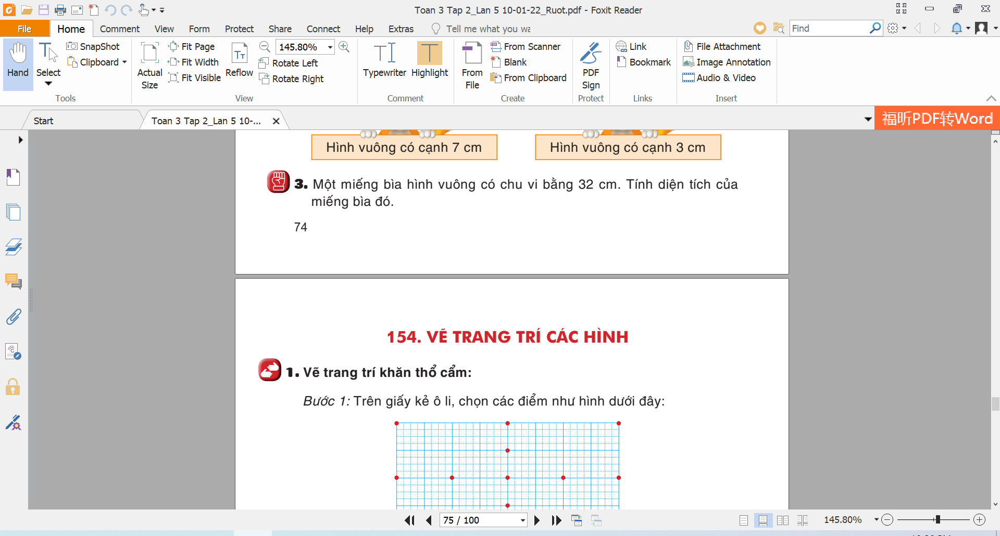 Toan 3 Tap 2_Lan 5 10-01-22_Ruot.pdf - Foxit Reader
File Home Comment View Form Protect Share Connect Help Extras Tell me what you wa Find
Hand
Select
Tools
SnapShot
Clipboard
Actual Size
Fit Page
Fit Width
Fit Visible
Reflow
145.80%
Rotate Left
Rotate Right
View
Typewriter
Highlight
Comment
From File
From Scanner
Blank
From Clipboard
Create
PDF Sign
Protect
Link
Bookmark
Links
File Attachment
Image Annotation
Audio & Video
Insert
Start
Toan 3 Tap 2_Lan 5 10-...
福昕PDF转Word
Hình vuông có cạnh 7 cm
Hình vuông có cạnh 3 cm
3. Một miếng bìa hình vuông có chu vi bằng 32 cm. Tính diện tích của
miếng bìa đó.
74
154. VẼ TRANG TRÍ CÁC HÌNH
1. Vẽ trang trí khăn thổ cẩm:
Bước 1: Trên giấy kẻ ô li, chọn các điểm như hình dưới đây:
75 / 100
145.80%